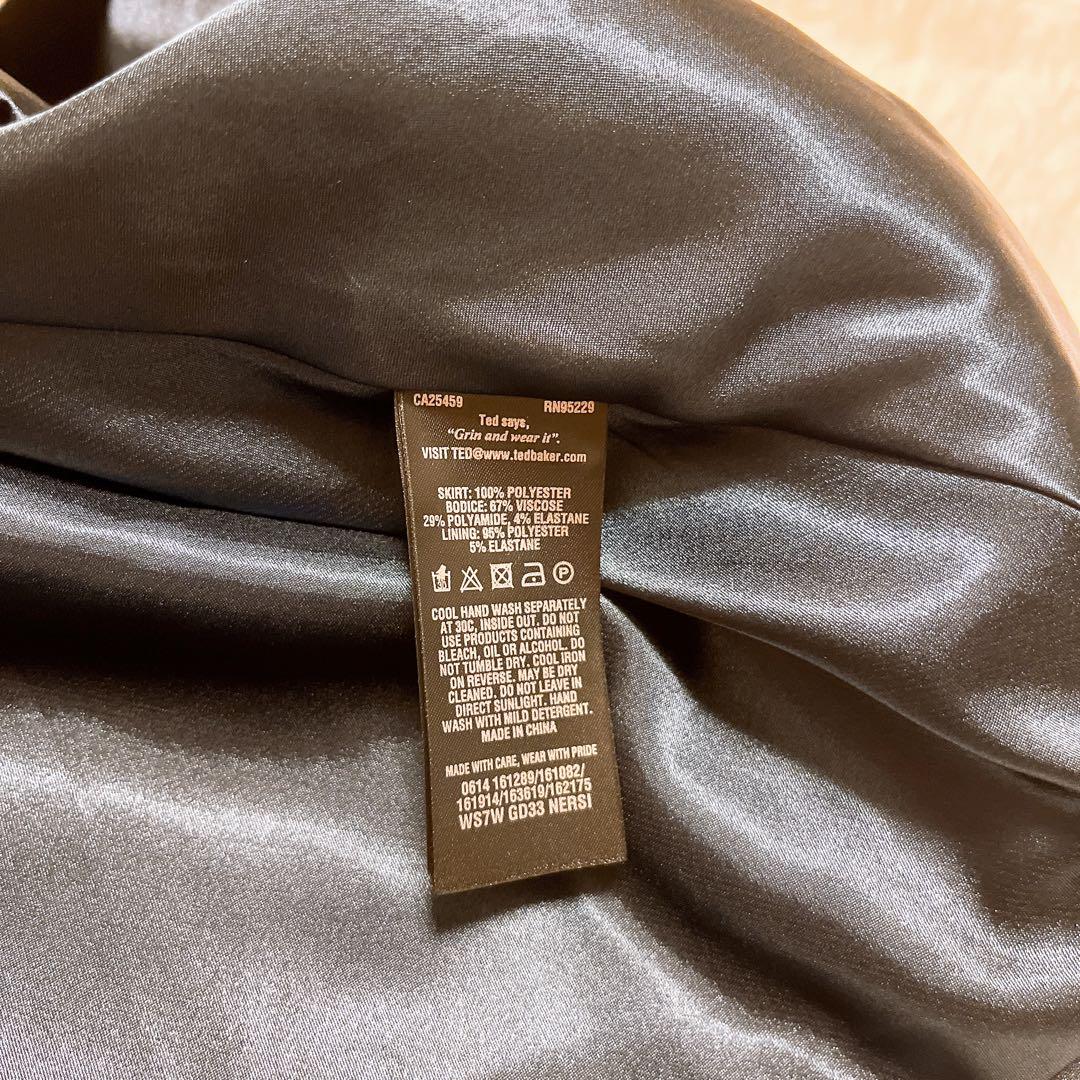 CA25459 RN95229
Ted says,
“Grin and wear it”.
VISIT TED@www.tedbaker.com
SKIRT: 100% POLYESTER
BODICE: 67% VISCOSE
29% POLYAMIDE, 4% ELASTANE
LINING: 95% POLYESTER
5% ELASTANE
30 P
COOL HAND WASH SEPARATELY
AT 30C, INSIDE OUT. DO NOT
USE PRODUCTS CONTAINING
BLEACH, OIL OR ALCOHOL. DO
NOT TUMBLE DRY. COOL IRON
ON REVERSE. MAY BE DRY
CLEANED. DO NOT LEAVE IN
DIRECT SUNLIGHT. HAND
WASH WITH MILD DETERGENT.
MADE IN CHINA
MADE WITH CARE, WEAR WITH PRIDE
0614 161289/161082/
161914/163619/162175
WS7W GD33 NERSI